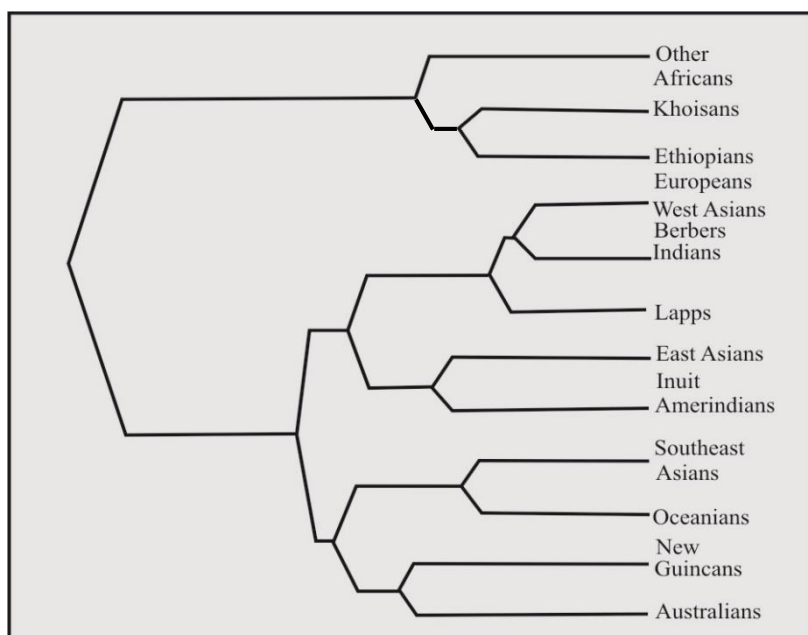 Other
Africans
Khoisans
Ethiopians
Europeans
West Asians
Berbers
Indians
Lapps
East Asians
Inuit
Amerindians
Southeast
Asians
Oceanians
New
Guincans
Australians